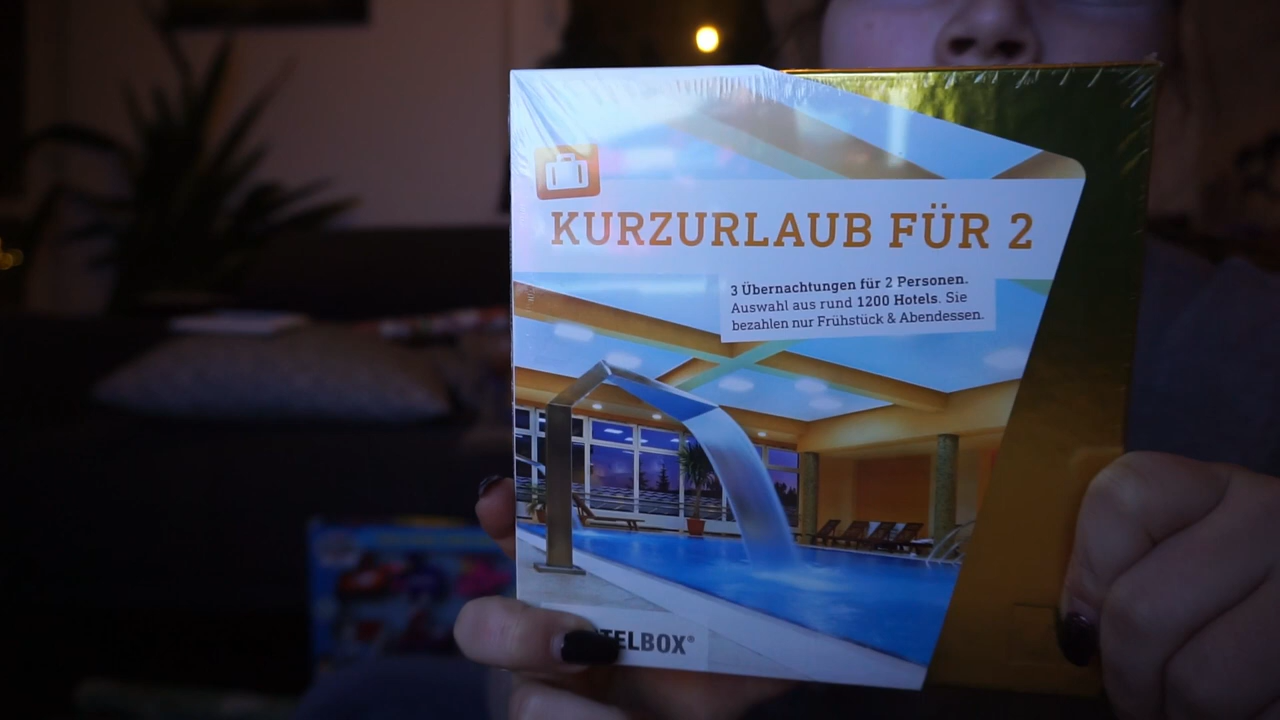 KURZURLAUB FÜR 2
3 Übernachtungen für 2 Personen.
Auswahl aus rund 1200 Hotels. Sie
bezahlen nur Frühstück & Abendessen.
TELBOX®